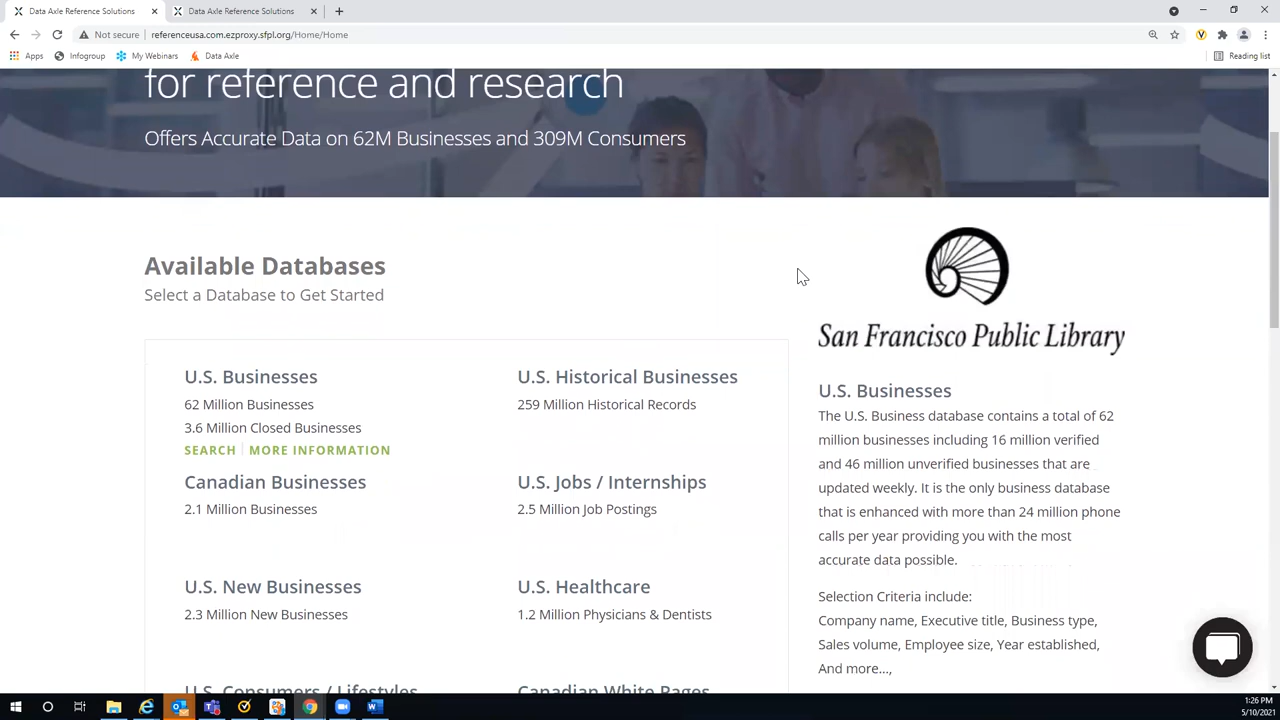 Data Axle Reference Solutions
Data Axle Reference Solutions
Not secure
referenceusa.com.ezproxy.sfpl.org/Home/Home
Apps
Infogroup
My Webinars
Data Axle
Reading list
for reference and research
Offers Accurate Data on 62M Businesses and 309M Consumers
Available Databases
Select a Database to Get Started
U.S. Businesses
62 Million Businesses
3.6 Million Closed Businesses
SEARCH | MORE INFORMATION
U.S. Historical Businesses
259 Million Historical Records
Canadian Businesses
2.1 Million Businesses
U.S. Jobs / Internships
2.5 Million Job Postings
U.S. New Businesses
2.3 Million New Businesses
U.S. Healthcare
1.2 Million Physicians & Dentists
U.S. Consumers / Lifestyles
Canadian White Pages
San Francisco Public Library
U.S. Businesses
The U.S. Business database contains a total of 62
million businesses including 16 million verified
and 46 million unverified businesses that are
updated weekly. It is the only business database
that is enhanced with more than 24 million phone
calls per year providing you with the most
accurate data possible.
Selection Criteria include:
Company name, Executive title, Business type,
Sales volume, Employee size, Year established,
And more...,
1:26 PM
5/10/2021